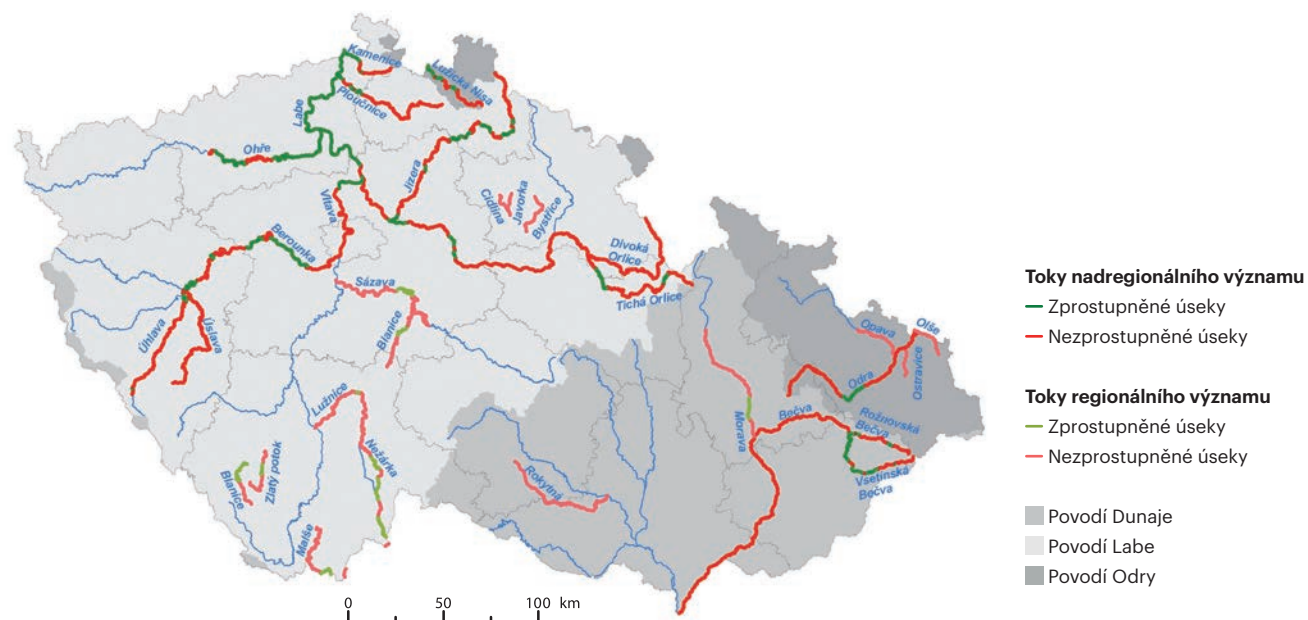 Kamenice
Lužická Nisa
Ploučnice
Labe
Ohře
Jizera
Cidlina
Javorka
Bystřice
Vltava
Berounka
Divoká
Orlice
Tichá Orlice
Sázava
Blanice
Úhlava
Úslava
Lužnice
Nežárka
Blanice
Zlatý potok
Malše
Rokytná
Morava
Bečva
Rožnovská
Bečva
Vsetínská
Bečva
Odra
Opava
Olše
Ostravice
0 50 100 km
Toky nadregionálního významu
Zprostupněné úseky
Nezprostupněné úseky
Toky regionálního významu
Zprostupněné úseky
Nezprostupněné úseky
Povodí Dunaje
Povodí Labe
Povodí Odry